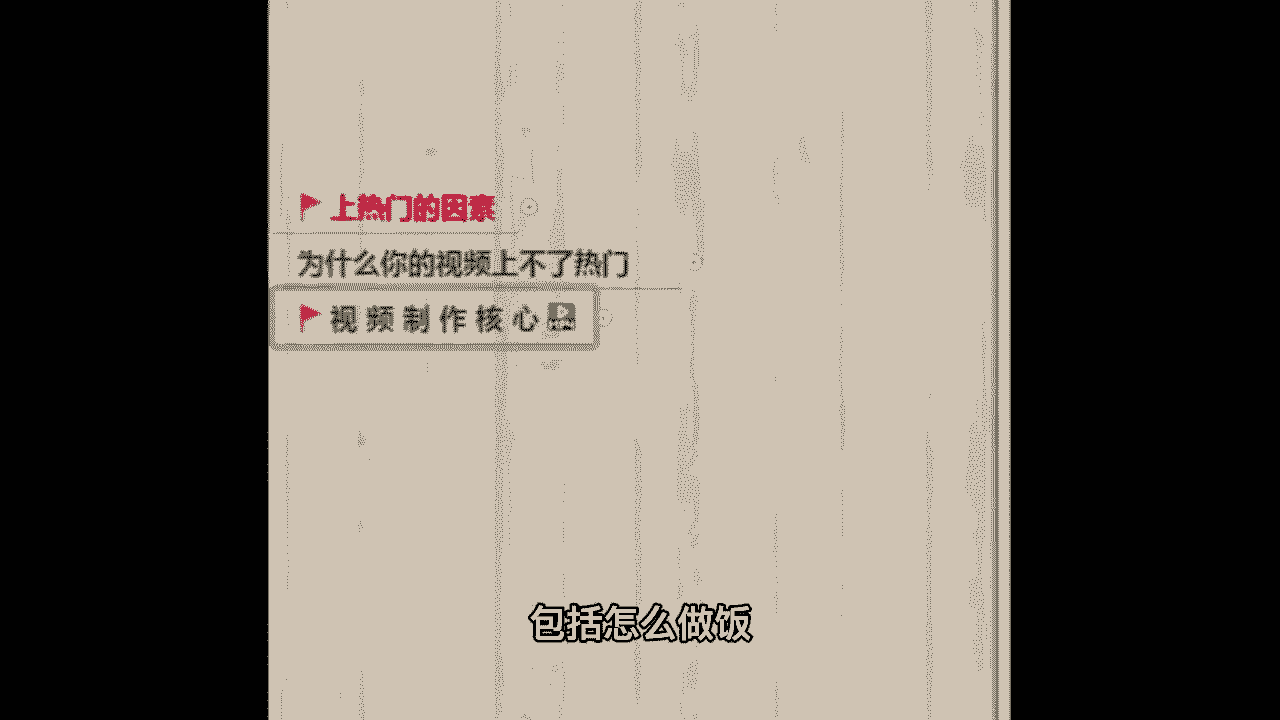 上热门的因素
为什么你的视频上不了热门
视频制作核心
包括怎么做饭